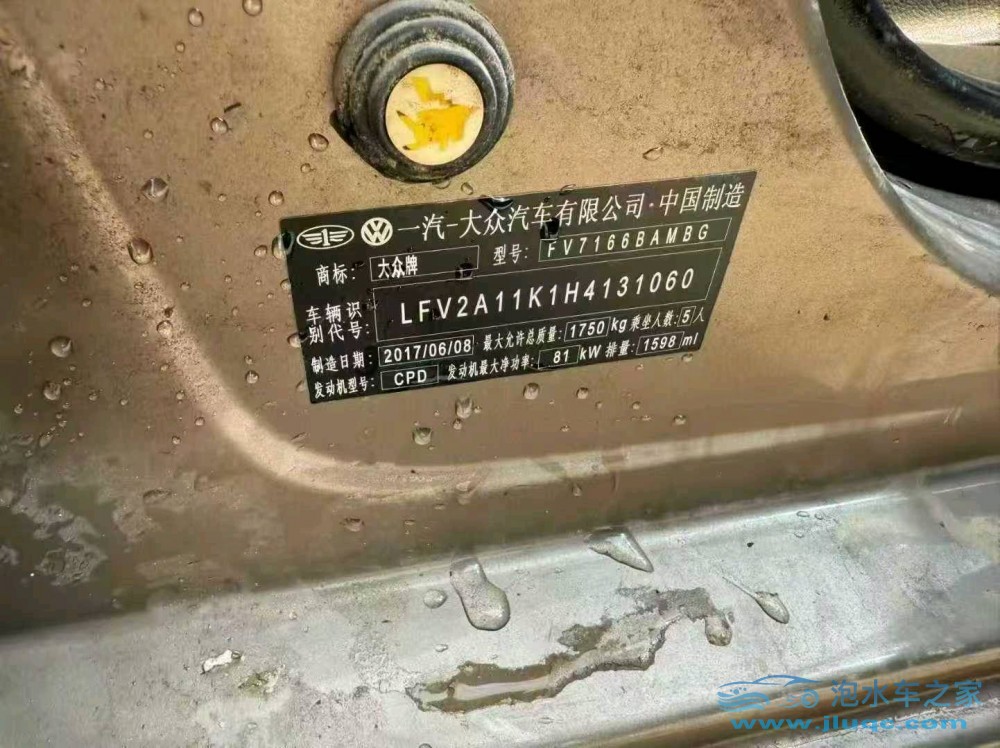 一汽-大众汽车有限公司·中国制造
商标: 大众牌 型号: FV7166BAMBG
车辆识别代号: LFV2A11K1H4131060
制造日期: 2017/06/08 最大允许总质量: 1750 kg 乘坐人数: 5 人
发动机型号: CPD 发动机最大净功率: 81 kW 排量: 1598 ml
泡水车之家
www.jluqc.com